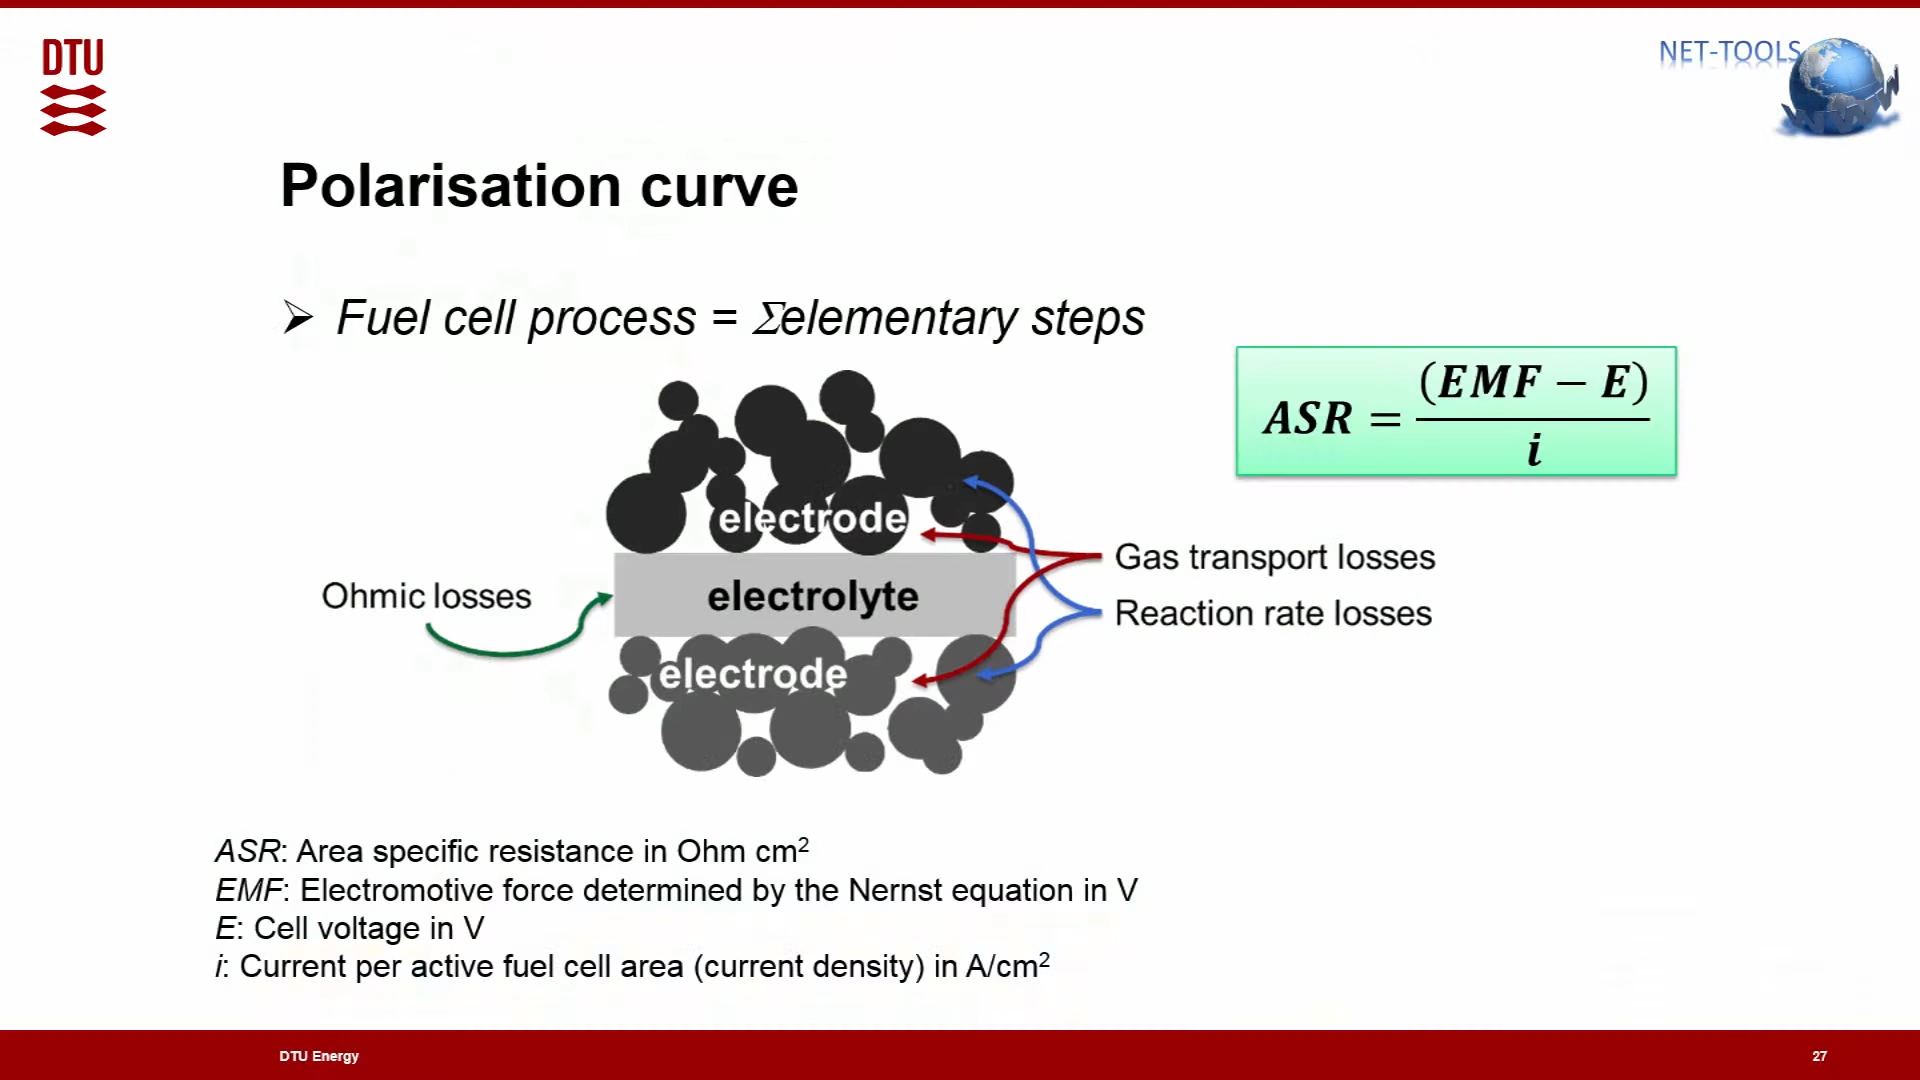 DTU
NET-TOOLS
WWW
Polarisation curve
➢ Fuel cell process = Σelementary steps
ASR = (EMF − E) / i
electrode
Gas transport losses
Ohmic losses
electrolyte
Reaction rate losses
electrode
ASR: Area specific resistance in Ohm cm²
EMF: Electromotive force determined by the Nernst equation in V
E: Cell voltage in V
i: Current per active fuel cell area (current density) in A/cm²
DTU Energy
27